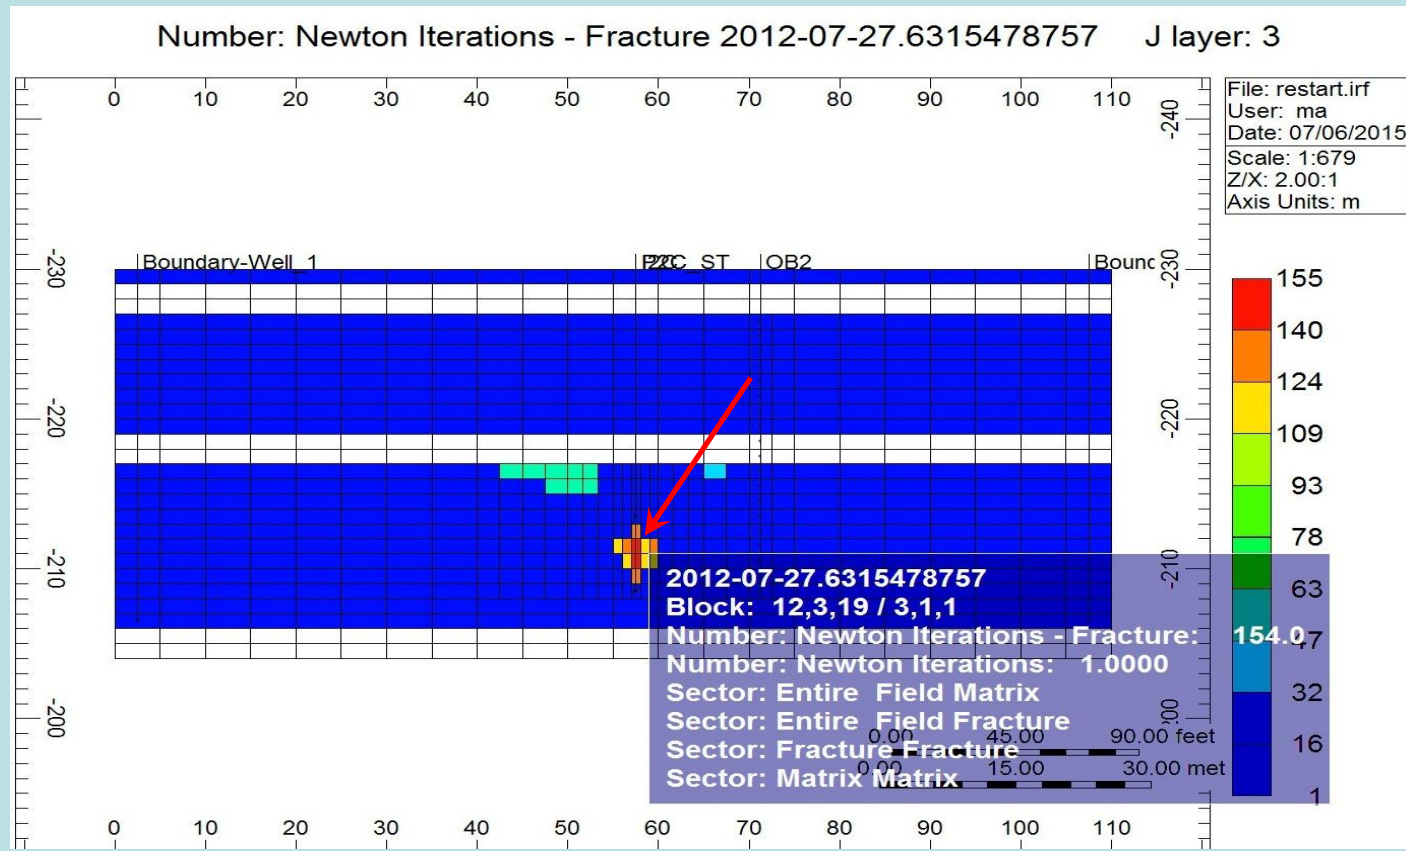 Number: Newton Iterations - Fracture 2012-07-27.6315478757 J layer: 3
0 10 20 30 40 50 60 70 80 90 100 110
File: restart.irf
User: ma
Date: 07/06/2015
Scale: 1:679
Z/X: 2.00:1
Axis Units: m
-240
-230
-220
-210
-200
-230
-220
-210
Boundary-Well_1
_ST
OB2
Bounc
155
140
124
109
93
78
63
47
32
16
1
2012-07-27.6315478757
Block: 12,3,19 / 3,1,1
Number: Newton Iterations - Fracture: 154.0
Number: Newton Iterations: 1.0000
Sector: Entire Field Matrix
Sector: Entire Field Fracture
Sector: Fracture Fracture
Sector: Matrix Matrix
0.00 45.00 90.00 feet
0.00 15.00 30.00 met
0 10 20 30 40 50 60 70 80 90 100 110